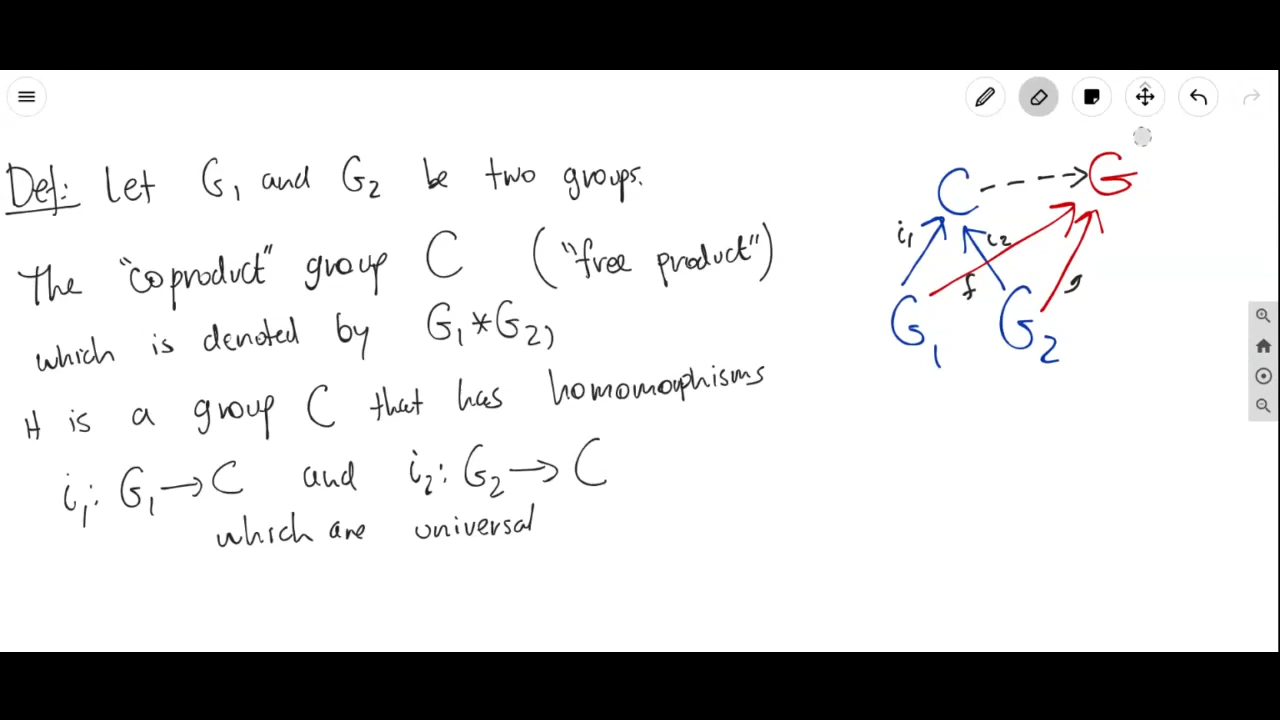 Def: Let G₁ and G₂ be two groups.
The "coproduct" group C ("free product")
which is denoted by G₁*G₂,
It is a group C that has homomorphisms
i₁: G₁→C and i₂: G₂→C
which are universal
C G
i₁ i₂
f g
G₁ G₂